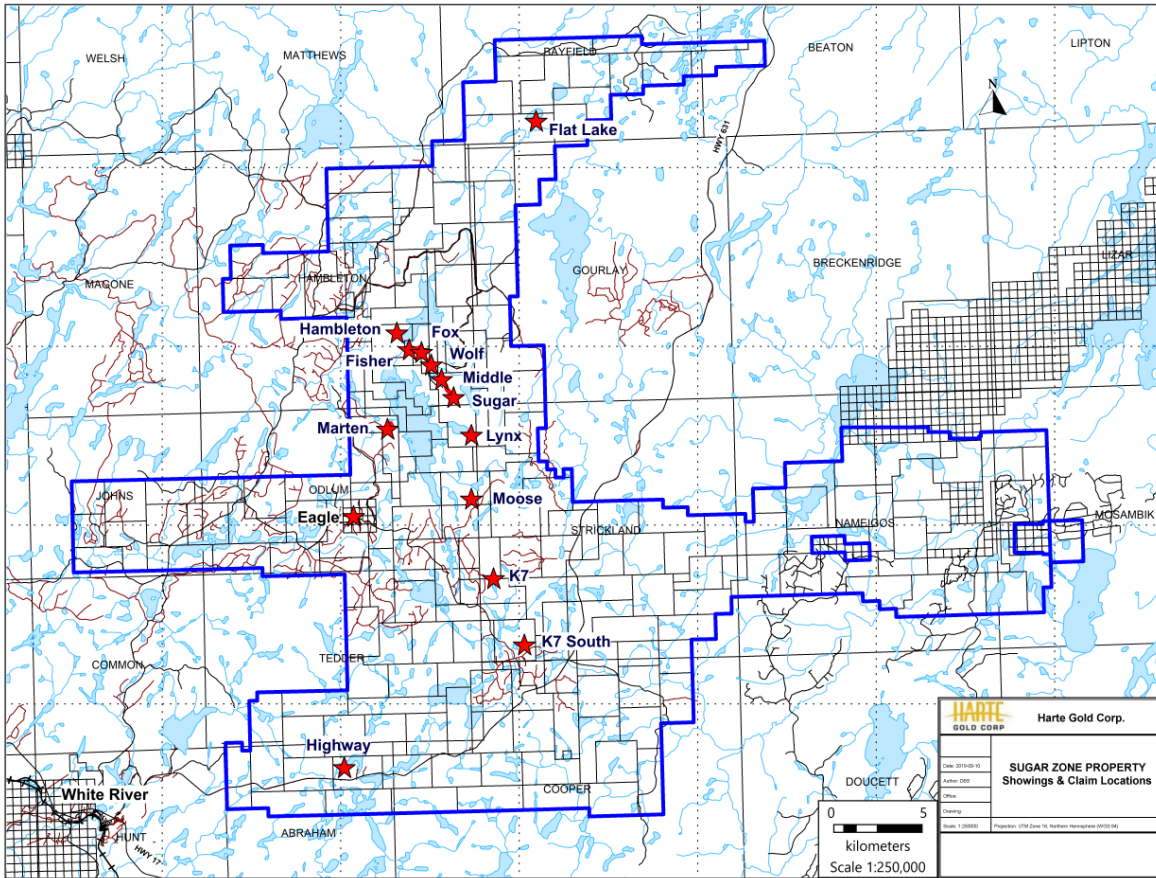 WELSH
MATTHEWS
BAYFIELD
BEATON
LIPTON
N
Flat Lake
HWY 631
MAGONE
HAMBLETON
GOURLAY
BRECKENRIDGE
LIZAR
Hambleton
Fox
Fisher
Wolf
Middle
Sugar
Marten
Lynx
JOHNS
ODLUM
Moose
Eagle
STRICKLAND
NAMEIGOS
MOSAMBIK
K7
K7 South
COMMON
TEDDER
Highway
White River
COOPER
DOUCETT
HUNT
ABRAHAM
HWY 17
0 5
kilometers
Scale 1:250,000
HARTE
GOLD CORP
Harte Gold Corp.
SUGAR ZONE PROPERTY
Showings & Claim Locations
Date: 2019-09-10
Author: DBS
Office:
Drawing:
Scale: 1:250000
Projection: UTM Zone 16, Northern Hemisphere (WGS 84)